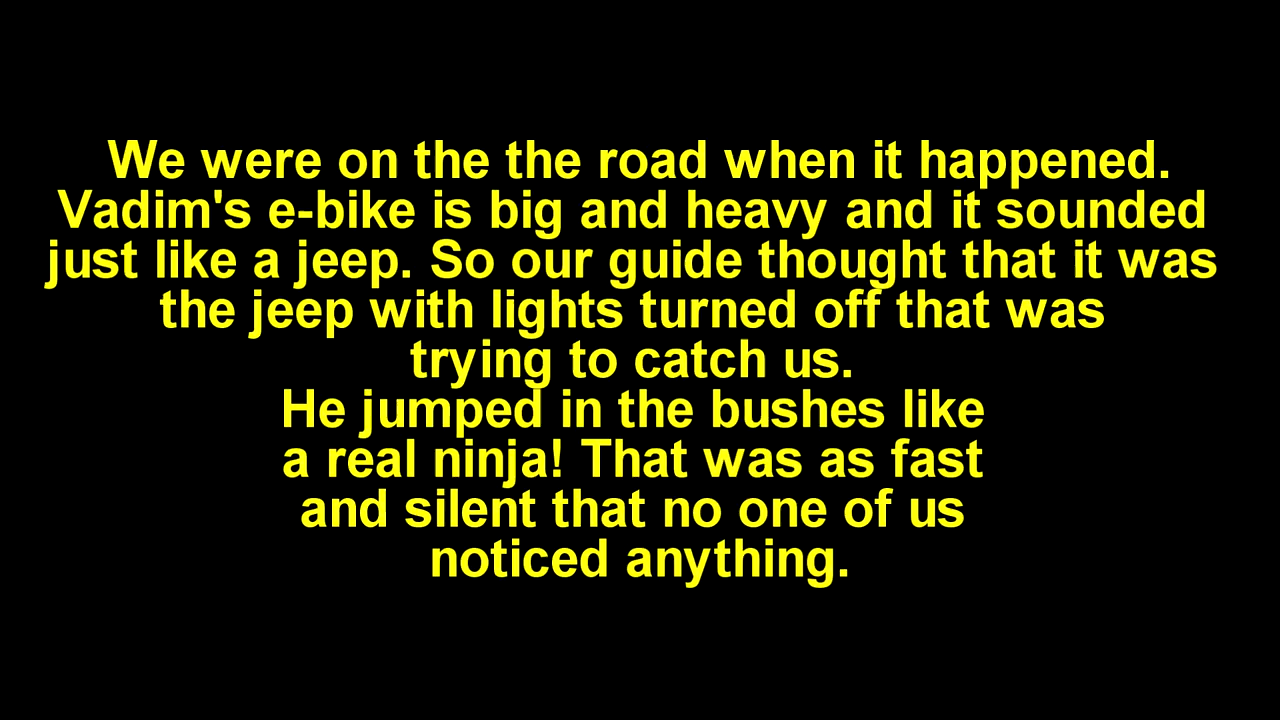 We were on the the road when it happened.
Vadim's e-bike is big and heavy and it sounded
just like a jeep. So our guide thought that it was
the jeep with lights turned off that was
trying to catch us.
He jumped in the bushes like
a real ninja! That was as fast
and silent that no one of us
noticed anything.